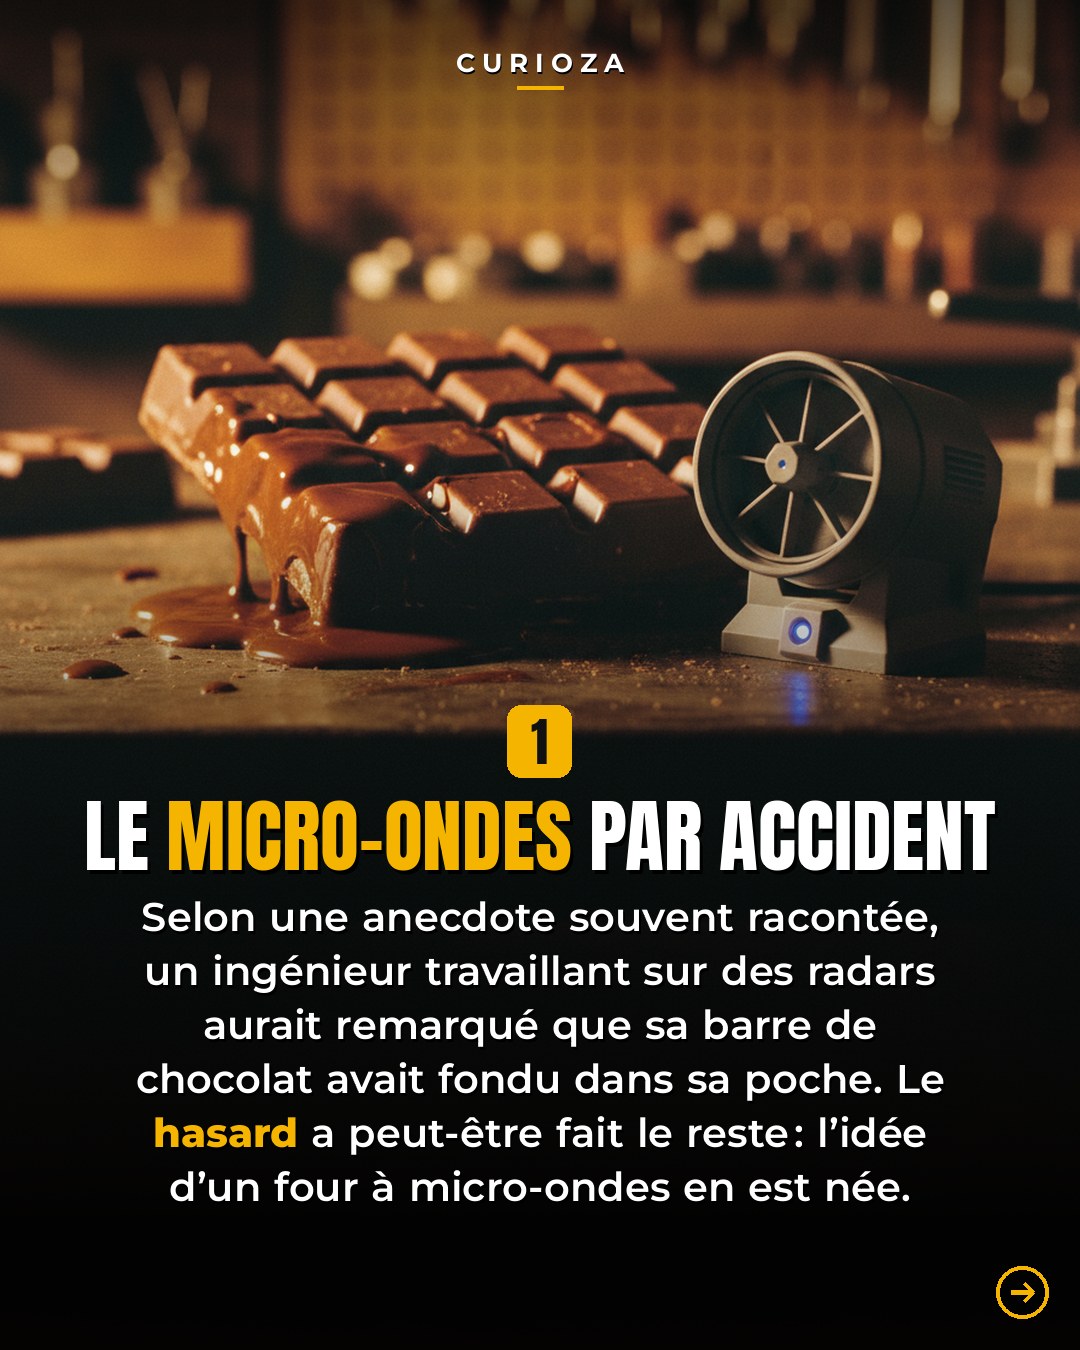 CURIOZA
1
LE MICRO-ONDES PAR ACCIDENT
Selon une anecdote souvent racontée,
un ingénieur travaillant sur des radars
aurait remarqué que sa barre de
chocolat avait fondu dans sa poche. Le
hasard a peut-être fait le reste : l’idée
d’un four à micro-ondes en est née.